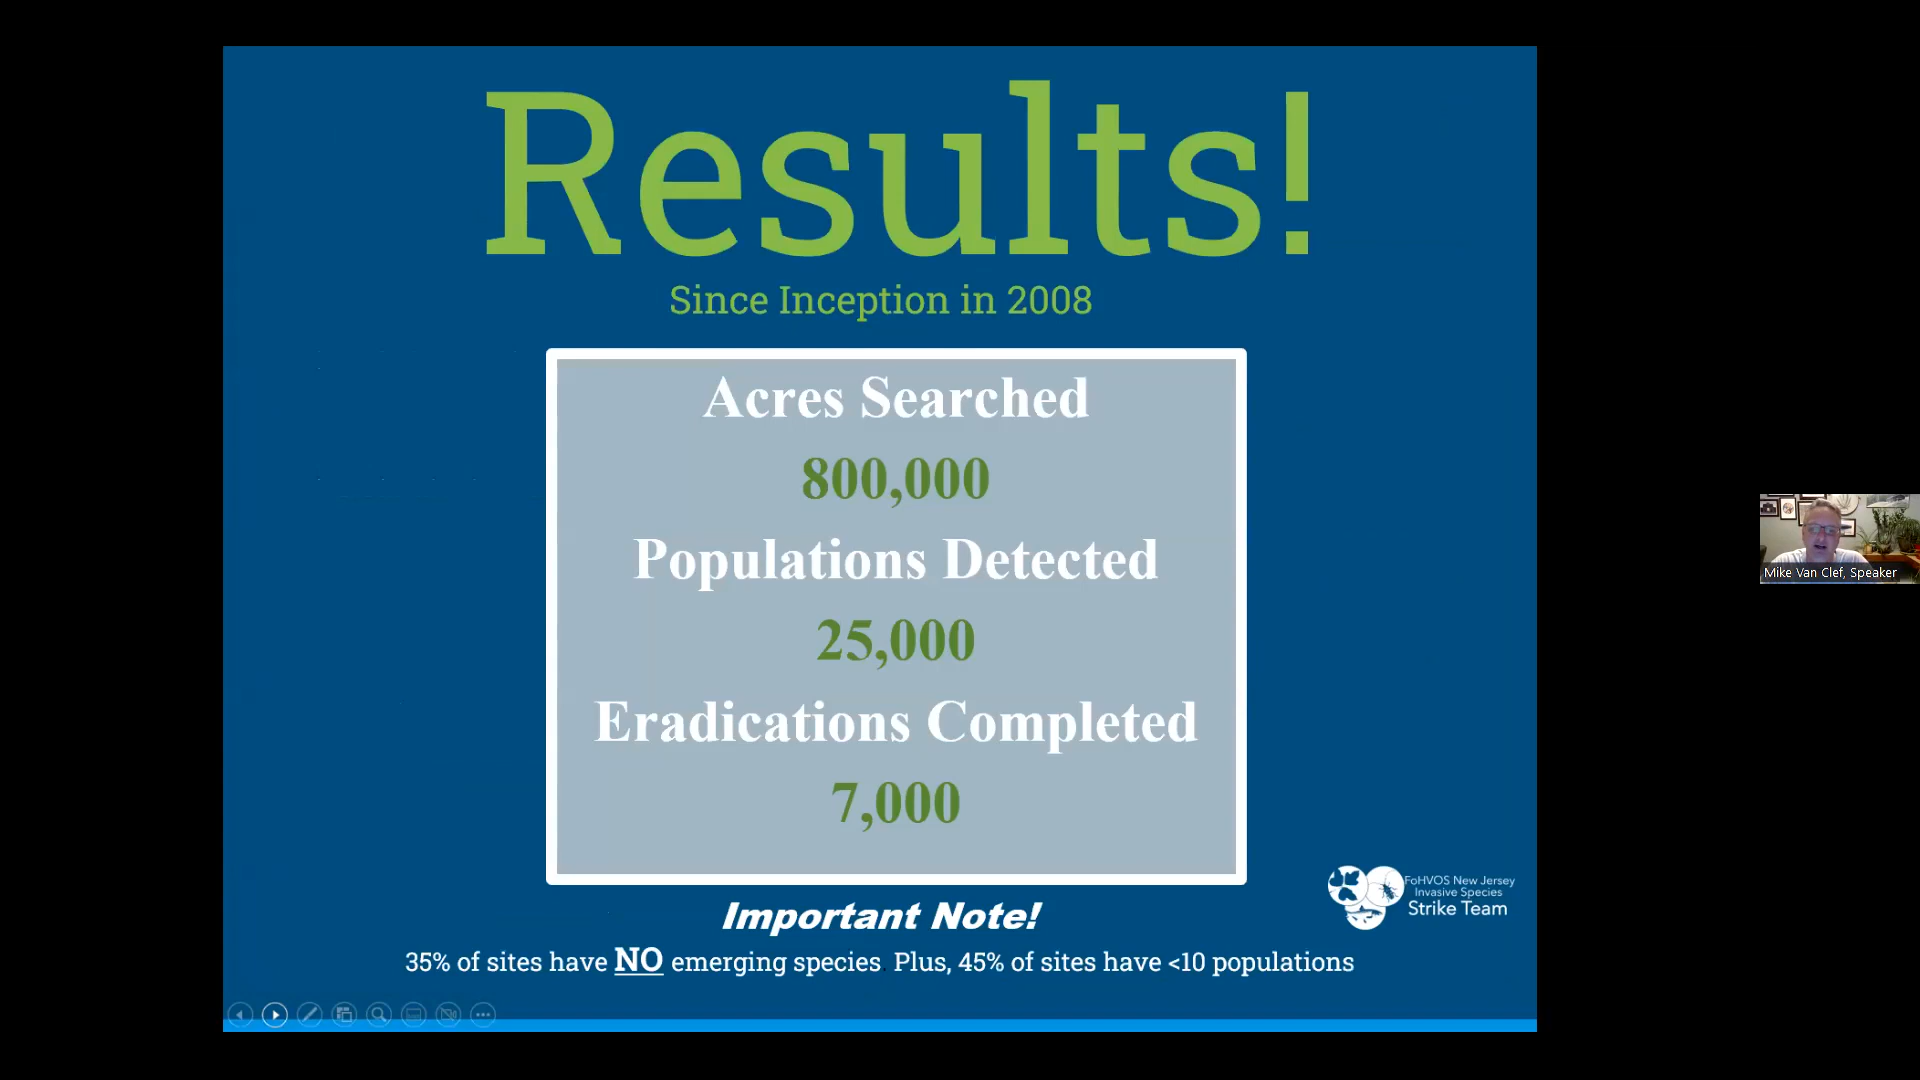 Results!
Since Inception in 2008
Acres Searched
800,000
Populations Detected
25,000
Eradications Completed
7,000
Important Note!
35% of sites have NO emerging species. Plus, 45% of sites have <10 populations
FoHVOS New Jersey
Invasive Species
Strike Team
Mike Van Clef, Speaker